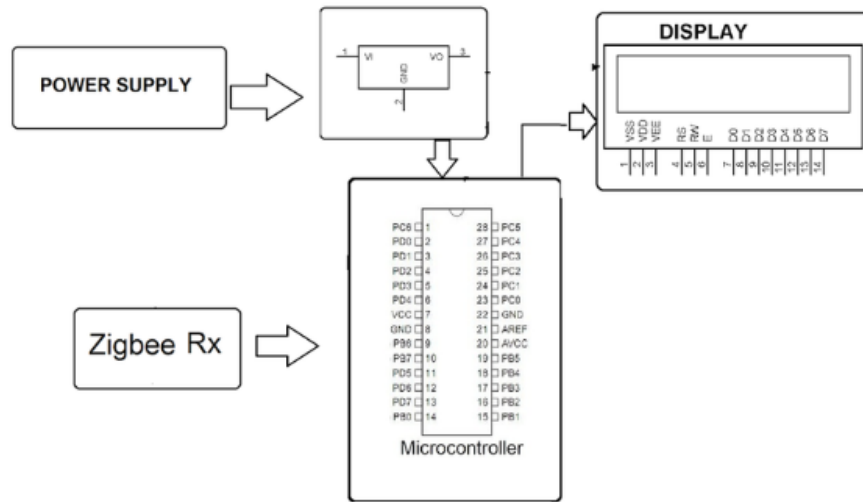 POWER SUPPLY
1 VI VO 3
GND
2
DISPLAY
VSS VDD VEE RS RW E D0 D1 D2 D3 D4 D5 D6 D7
1 2 3 4 5 6 7 8 9 10 11 12 13 14
Zigbee Rx
PC6 1 28 PC5
PD0 2 27 PC4
PD1 3 26 PC3
PD2 4 25 PC2
PD3 5 24 PC1
PD4 6 23 PC0
VCC 7 22 GND
GND 8 21 AREF
PB6 9 20 AVCC
PB7 10 19 PB5
PD5 11 18 PB4
PD6 12 17 PB3
PD7 13 16 PB2
PB0 14 15 PB1
Microcontroller